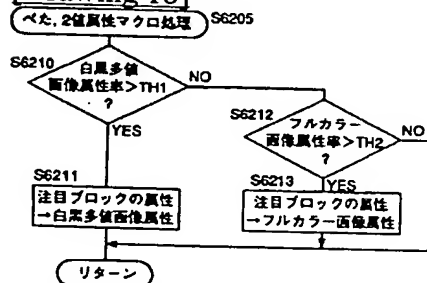 べた,2値属性マクロ処理
S6205
S6210
白黒多値
画像属性率>TH1
?
NO
YES
S6212
フルカラー
画像属性率>TH2
?
NO
YES
S6211
注目ブロックの属性
→白黒多値画像属性
S6213
注目ブロックの属性
→フルカラー画像属性
リターン